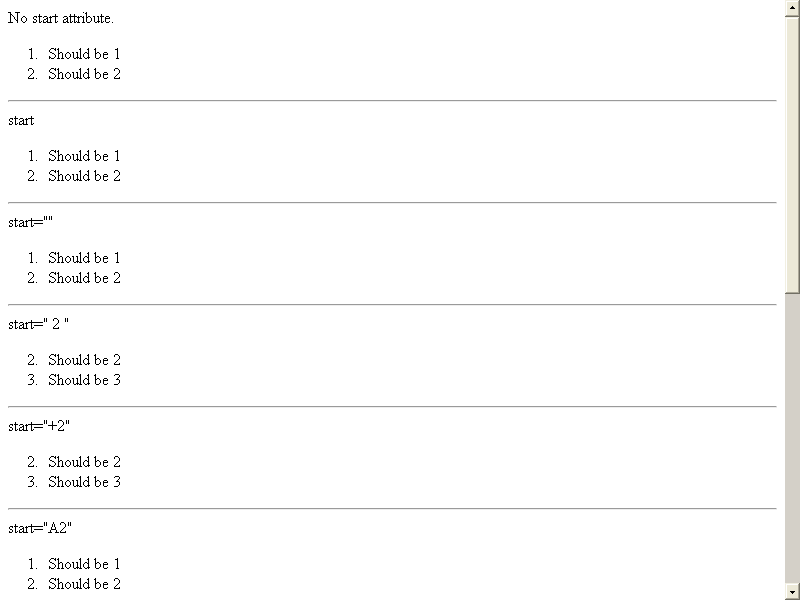 No start attribute.
1. Should be 1
2. Should be 2
start
1. Should be 1
2. Should be 2
start=""
1. Should be 1
2. Should be 2
start=" 2 "
2. Should be 2
3. Should be 3
start="+2"
2. Should be 2
3. Should be 3
start="A2"
1. Should be 1
2. Should be 2